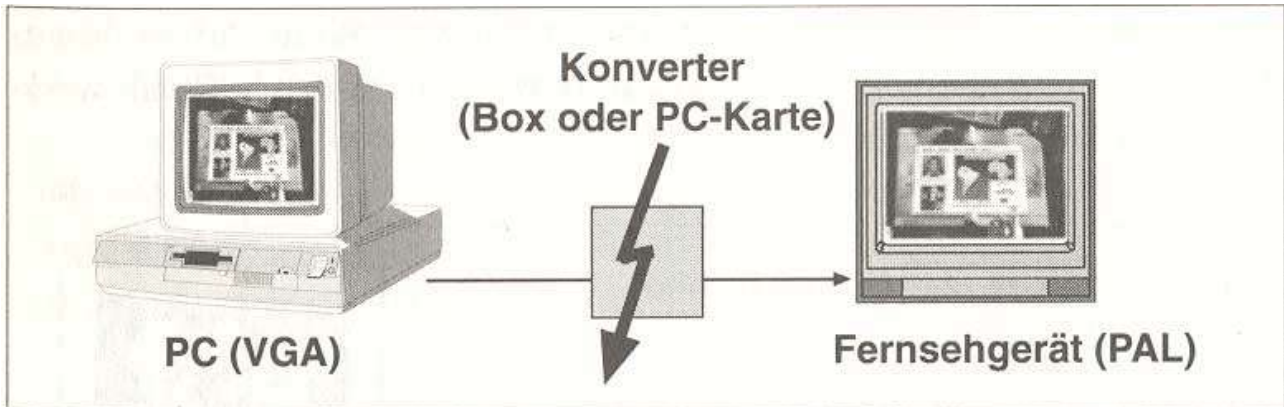 Konverter
(Box oder PC-Karte)
PC (VGA)
Fernsehgerät (PAL)